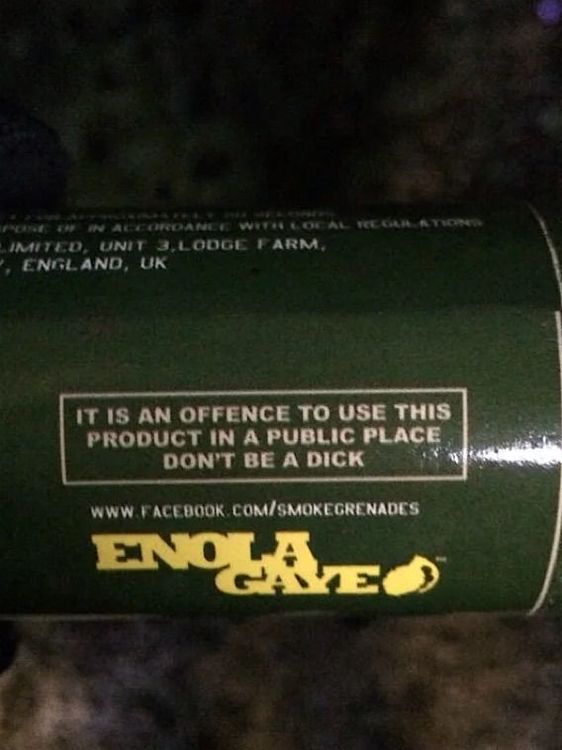 POSE OF IN ACCORDANCE WITH LOCAL REGULATIONS
LIMITED, UNIT 3,LODGE FARM,
, ENGLAND, UK
IT IS AN OFFENCE TO USE THIS
PRODUCT IN A PUBLIC PLACE
DON'T BE A DICK
WWW.FACEBOOK.COM/SMOKEGRENADES
ENOLA
GAYE